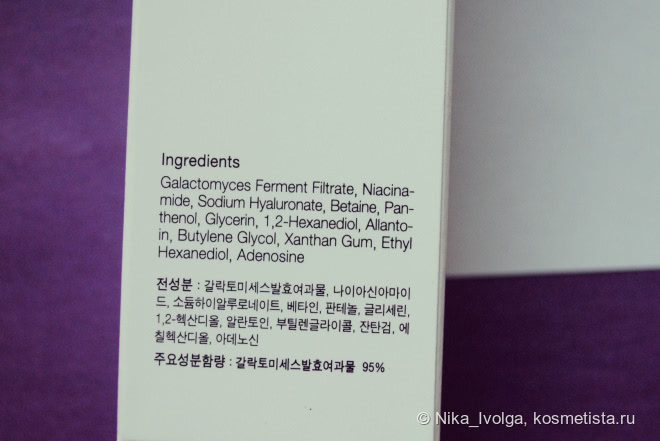 Ingredients
Galactomyces Ferment Filtrate, Niacina-
mide, Sodium Hyaluronate, Betaine, Pan-
thenol, Glycerin, 1,2-Hexanediol, Allanto-
in, Butylene Glycol, Xanthan Gum, Ethyl
Hexanediol, Adenosine
전성분 : 갈락토미세스발효여과물, 나이아신아마이
드, 소듐하이알루로네이트, 베타인, 판테놀, 글리세린,
1,2-헥산디올, 알란토인, 부틸렌글라이콜, 잔탄검, 에
칠헥산디올, 아데노신
주요성분함량 : 갈락토미세스발효여과물 95%
© Nika_Ivolga, kosmetista.ru